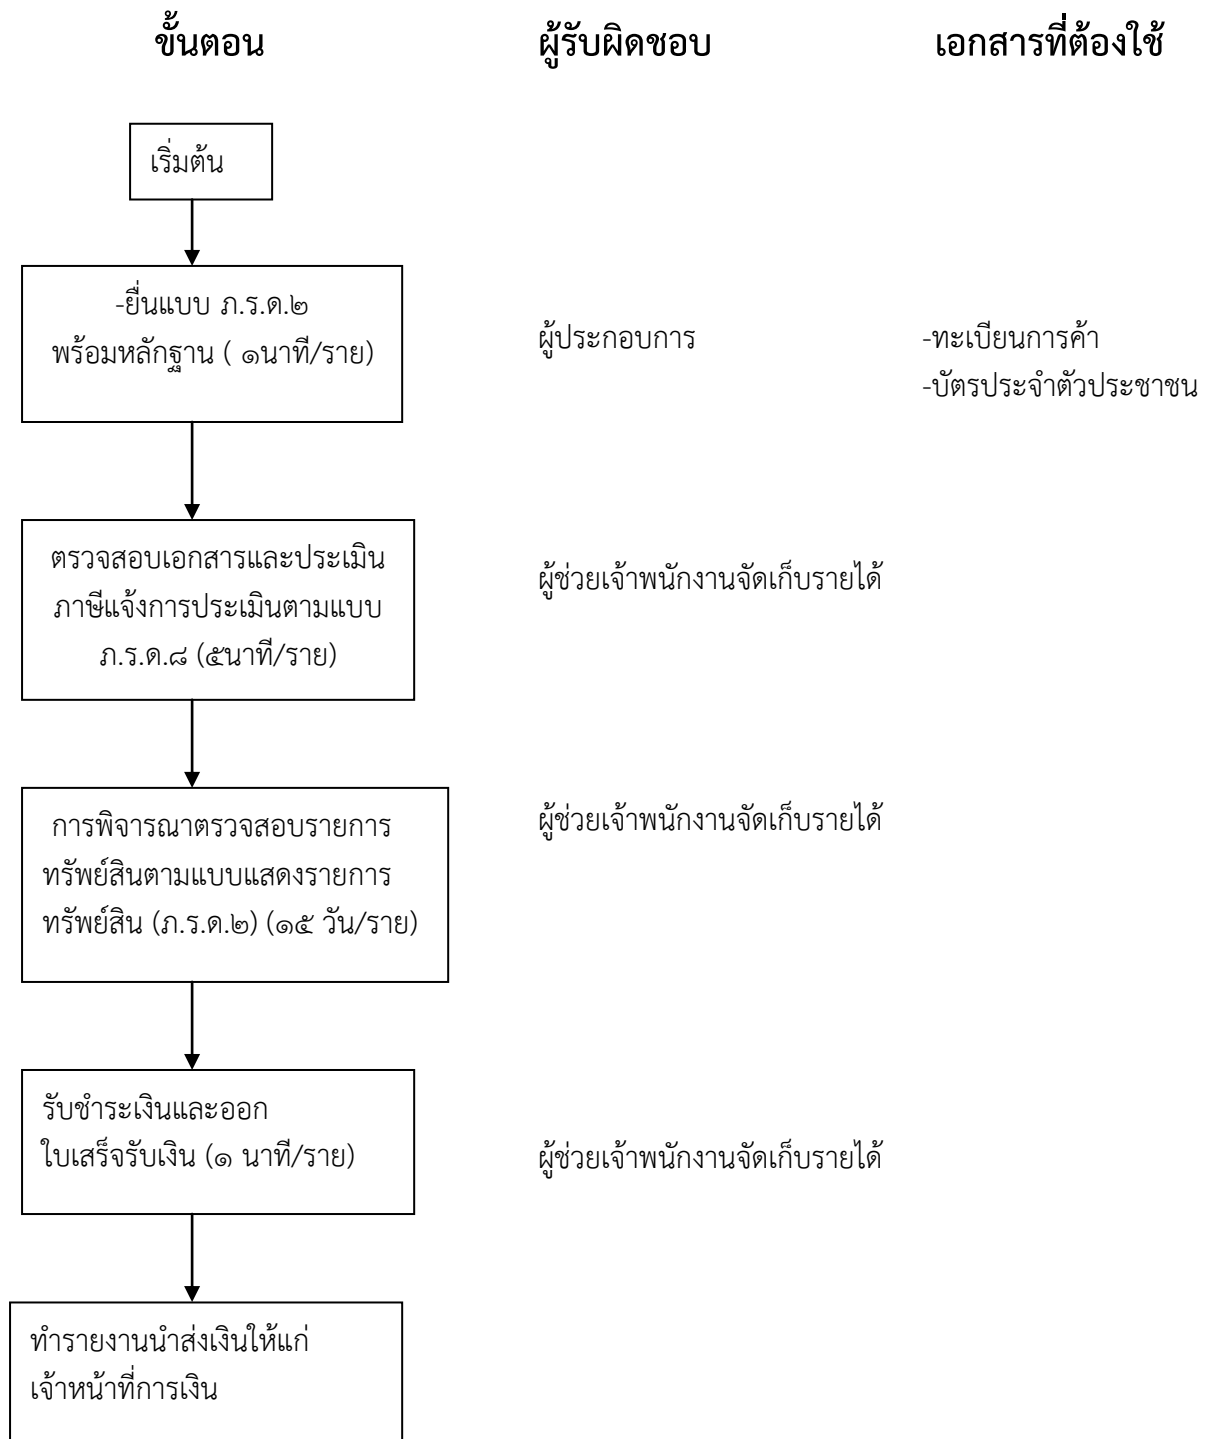 ขั้นตอน ผู้รับผิดชอบ เอกสารที่ต้องใช้
เริ่มต้น
-ยื่นแบบ ภ.ร.ด.๒
พร้อมหลักฐาน ( ๑นาที/ราย)
ผู้ประกอบการ
-ทะเบียนการค้า
-บัตรประจำตัวประชาชน
ตรวจสอบเอกสารและประเมิน
ภาษีแจ้งการประเมินตามแบบ
ภ.ร.ด.๘ (๕นาที/ราย)
ผู้ช่วยเจ้าพนักงานจัดเก็บรายได้
การพิจารณาตรวจสอบรายการ
ทรัพย์สินตามแบบแสดงรายการ
ทรัพย์สิน (ภ.ร.ด.๒) (๑๕ วัน/ราย)
ผู้ช่วยเจ้าพนักงานจัดเก็บรายได้
รับชำระเงินและออก
ใบเสร็จรับเงิน (๑ นาที/ราย)
ผู้ช่วยเจ้าพนักงานจัดเก็บรายได้
ทำรายงานนำส่งเงินให้แก่
เจ้าหน้าที่การเงิน